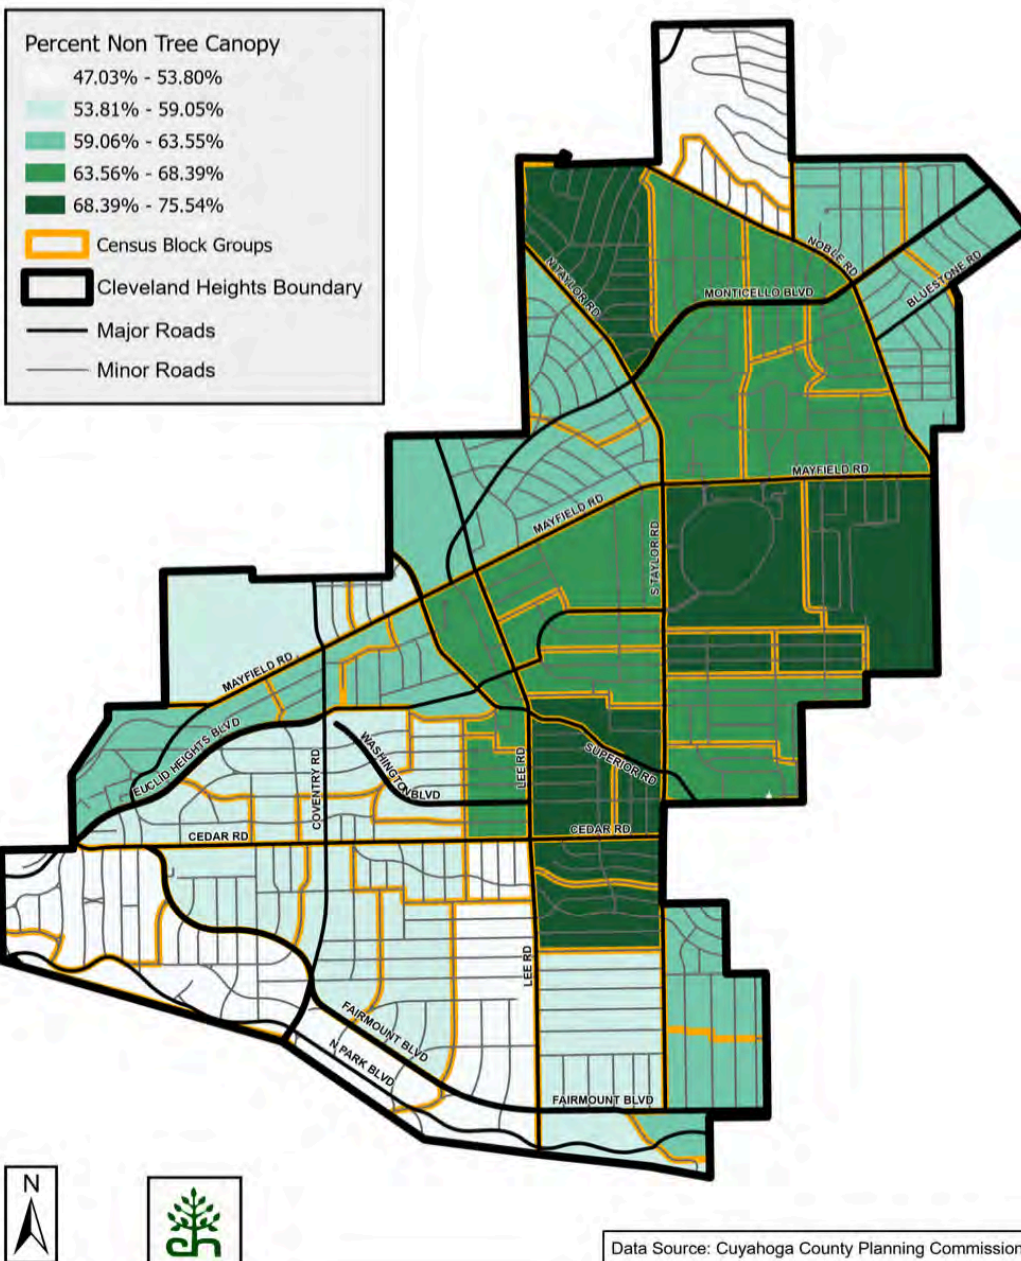 Percent Non Tree Canopy
47.03% - 53.80%
53.81% - 59.05%
59.06% - 63.55%
63.56% - 68.39%
68.39% - 75.54%
Census Block Groups
Cleveland Heights Boundary
Major Roads
Minor Roads
NOBLE RD
BLUESTONE RD
N TAYLOR RD
MONTICELLO BLVD
MAYFIELD RD
MAYFIELD RD
S TAYLOR RD
MAYFIELD RD
EUCLID HEIGHTS BLVD
WASHINGTON BLVD
SUPERIOR RD
LEE RD
COVENTRY RD
CEDAR RD
CEDAR RD
LEE RD
FAIRMOUNT BLVD
N PARK BLVD
FAIRMOUNT BLVD
N
ch
Data Source: Cuyahoga County Planning Commission